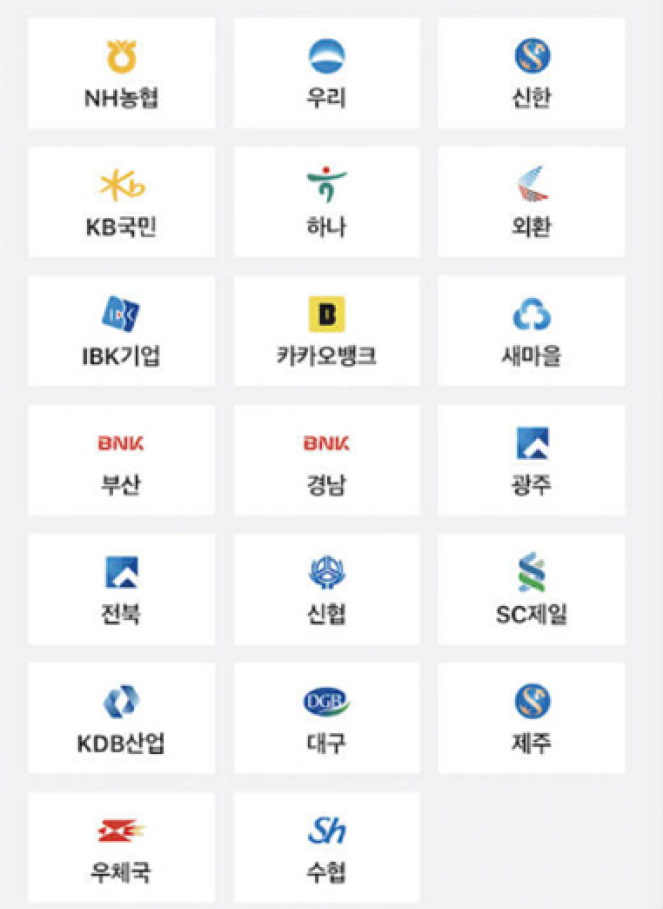 NH농협
우리
신한
Kb
KB국민
하나
외환
IBK
IBK기업
B
카카오뱅크
새마을
BNK
부산
BNK
경남
광주
전북
신협
SC제일
KDB산업
DGB
대구
제주
우체국
Sh
수협